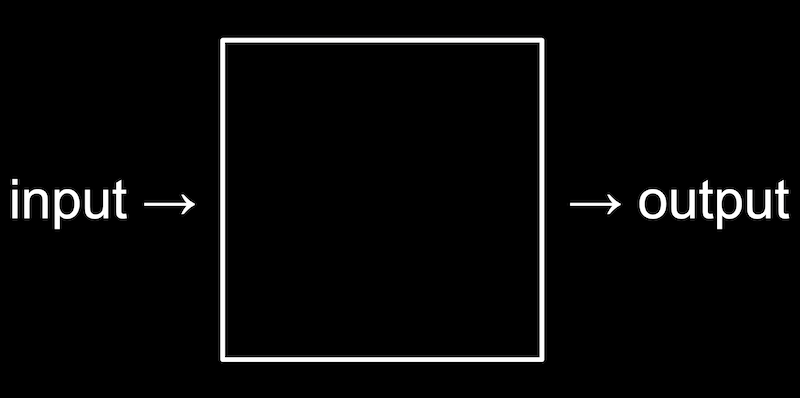 input → → output